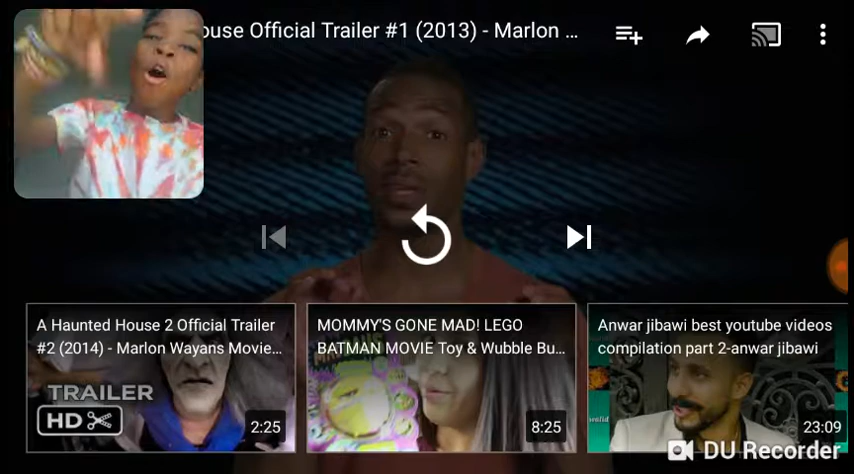 ouse Official Trailer #1 (2013) - Marlon ...
A Haunted House 2 Official Trailer
#2 (2014) - Marlon Wayans Movie...
TRAILER
HD
2:25
MOMMY'S GONE MAD! LEGO
BATMAN MOVIE Toy & Wubble Bu...
8:25
Anwar jibawi best youtube videos
compilation part 2-anwar jibawi
23:09
DU Recorder